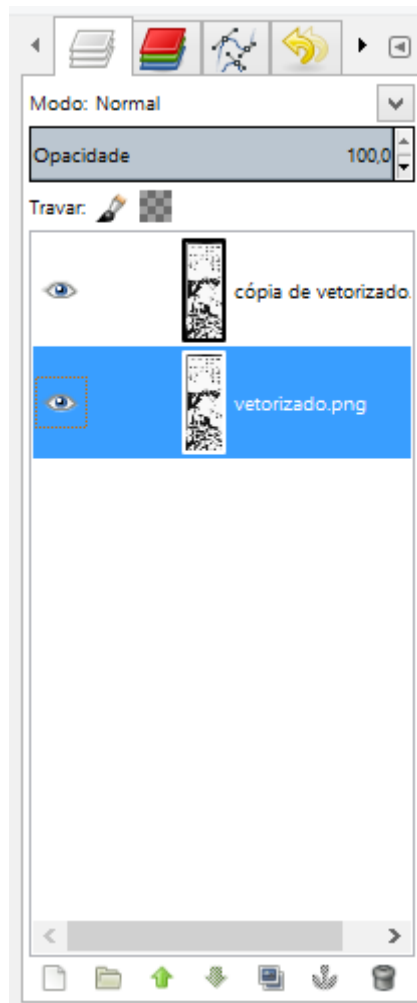 Modo: Normal
Opacidade 100,0
Travar:
cópia de vetorizado.
vetorizado.png